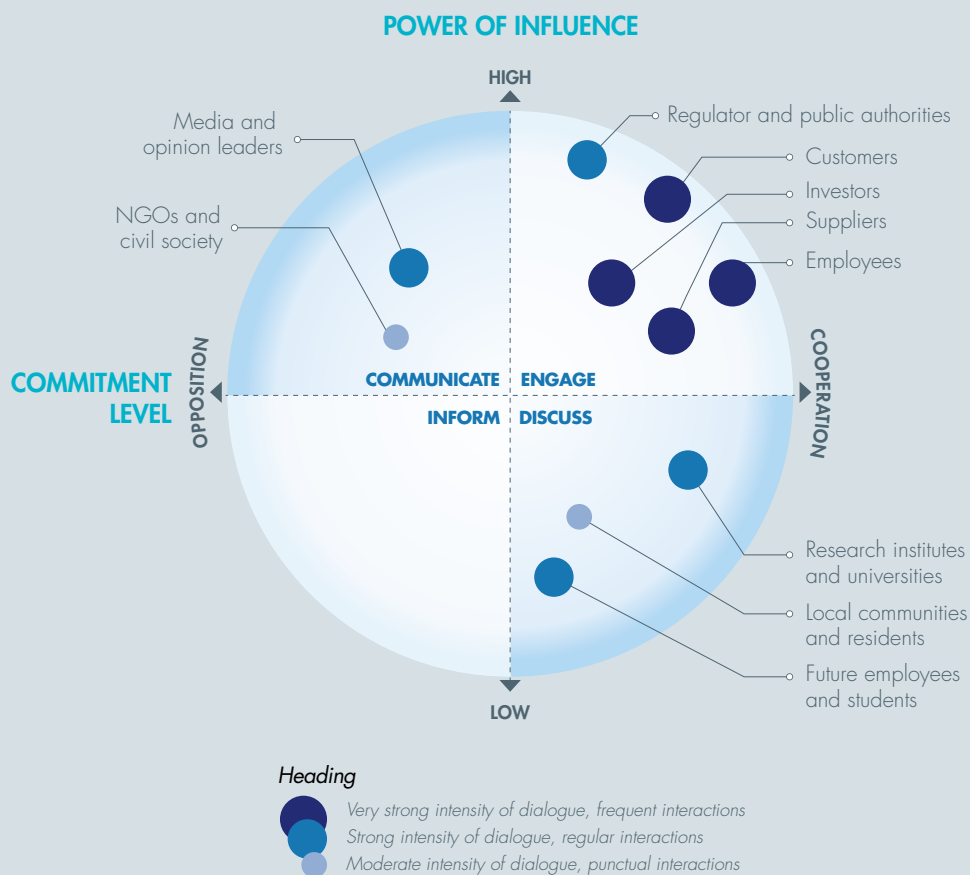 POWER OF INFLUENCE
HIGH
Media and
opinion leaders
NGOs and
civil society
Regulator and public authorities
Customers
Investors
Suppliers
Employees
COMMITMENT
LEVEL
OPPOSITION
COOPERATION
COMMUNICATE
ENGAGE
INFORM
DISCUSS
Research institutes
and universities
Local communities
and residents
Future employees
and students
LOW
Heading
Very strong intensity of dialogue, frequent interactions
Strong intensity of dialogue, regular interactions
Moderate intensity of dialogue, punctual interactions